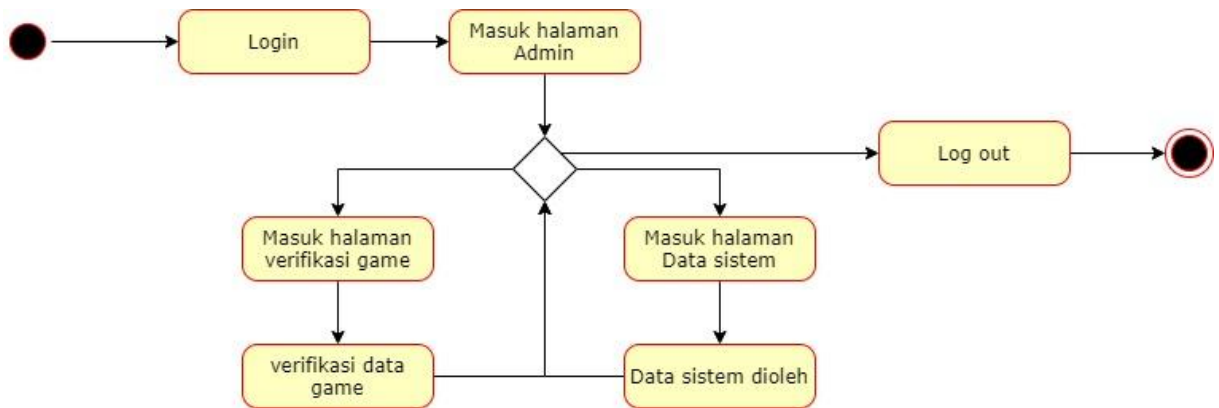 Login
Masuk halaman
Admin
Log out
Masuk halaman
verifikasi game
Masuk halaman
Data sistem
verifikasi data
game
Data sistem dioleh